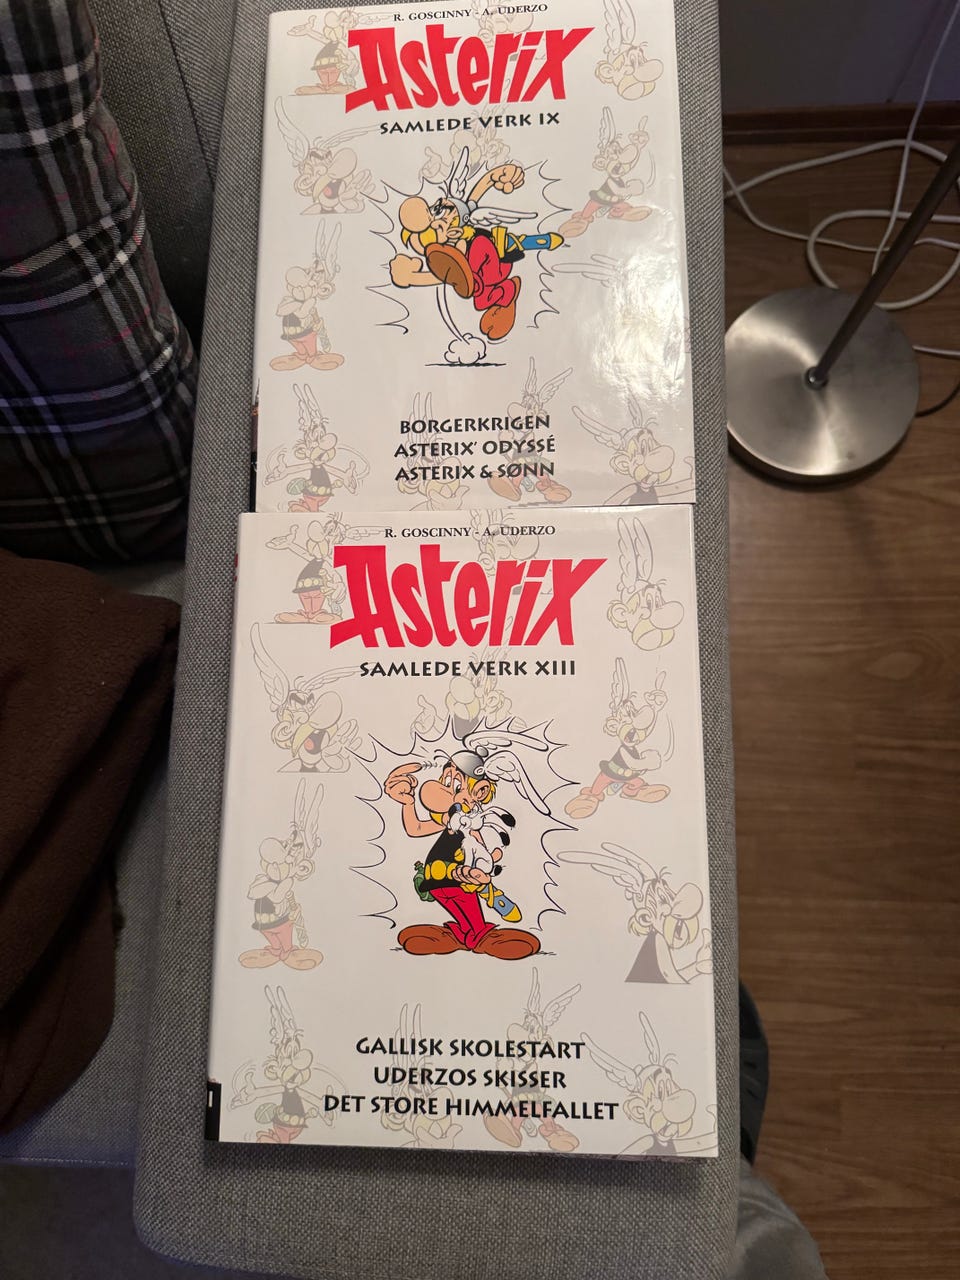 R. GOSCINNY - A. UDERZO
Asterix
SAMLEDE VERK IX
BORGERKRIGEN
ASTERIX' ODYSSÉ
ASTERIX & SØNN
R. GOSCINNY - A. UDERZO
Asterix
SAMLEDE VERK XIII
GALLISK SKOLESTART
UDERZOS SKISSER
DET STORE HIMMELFALLET